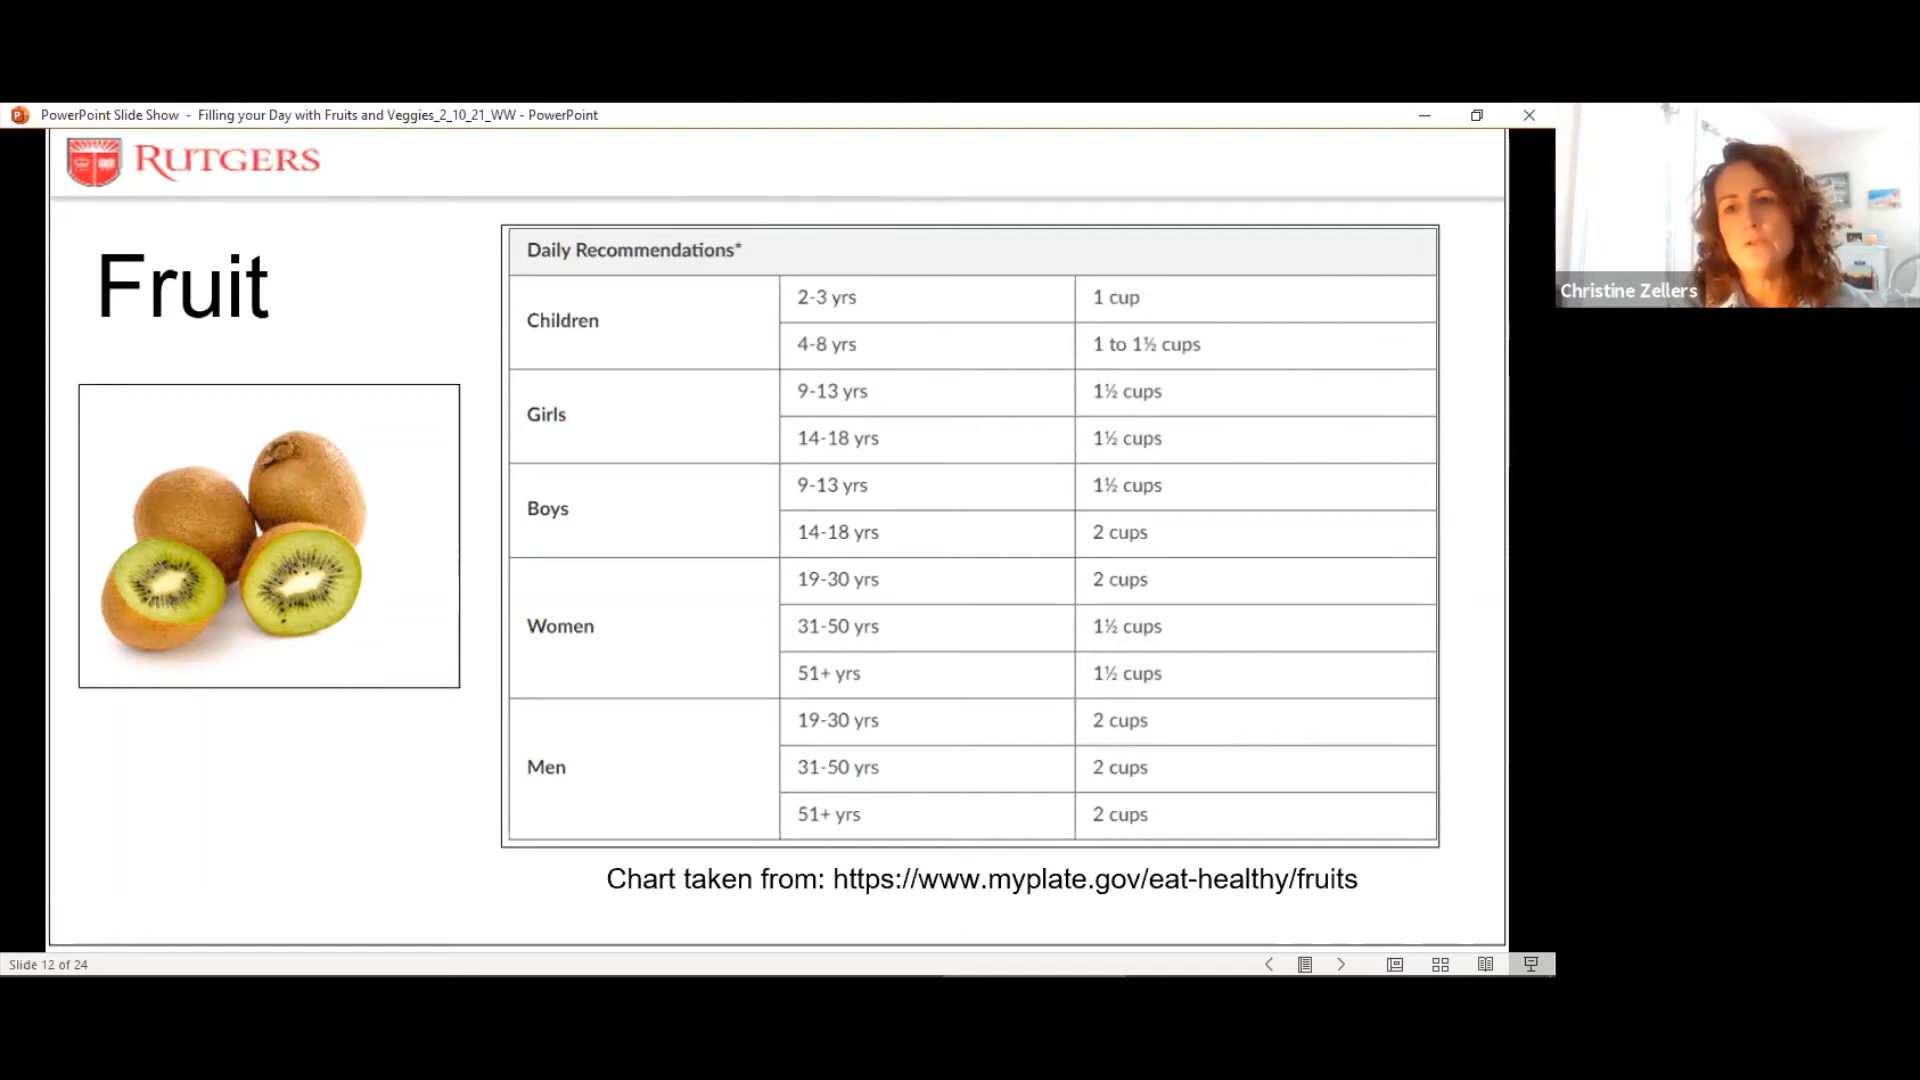 PowerPoint Slide Show - Filling your Day with Fruits and Veggies_2_10_21_WW - PowerPoint
RUTGERS
Christine Zellers
Fruit
Daily Recommendations*
Children
2-3 yrs
1 cup
4-8 yrs
1 to 1½ cups
Girls
9-13 yrs
1½ cups
14-18 yrs
1½ cups
Boys
9-13 yrs
1½ cups
14-18 yrs
2 cups
Women
19-30 yrs
2 cups
31-50 yrs
1½ cups
51+ yrs
1½ cups
Men
19-30 yrs
2 cups
31-50 yrs
2 cups
51+ yrs
2 cups
Chart taken from: https://www.myplate.gov/eat-healthy/fruits
Slide 12 of 24